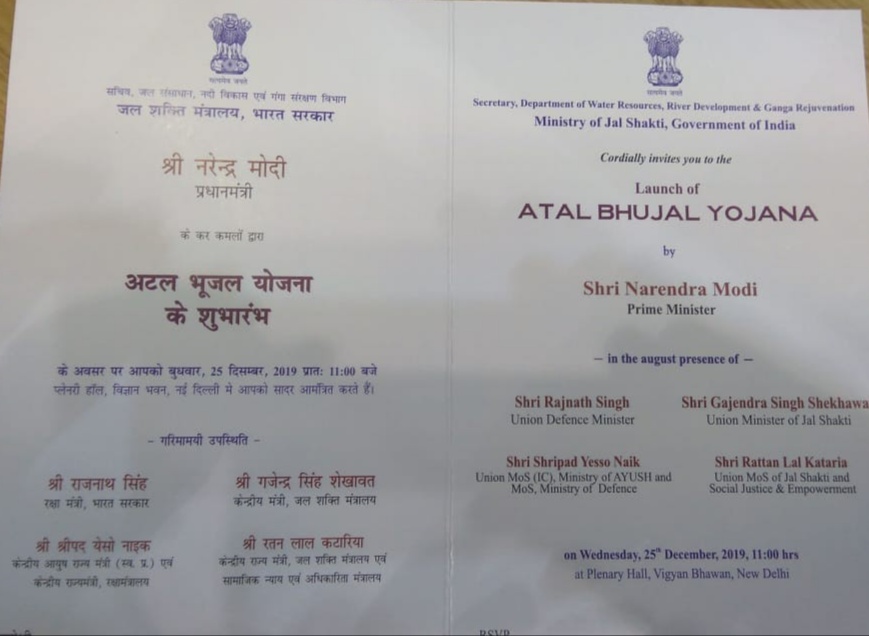 सत्यमेव जयते
सचिव, जल संसाधन, नदी विकास एवं गंगा संरक्षण विभाग
जल शक्ति मंत्रालय, भारत सरकार
श्री नरेन्द्र मोदी
प्रधानमंत्री
के कर कमलों द्वारा
अटल भूजल योजना
के शुभारंभ
के अवसर पर आपको बुधवार, 25 दिसम्बर, 2019 प्रात: 11:00 बजे
प्लेनरी हॉल, विज्ञान भवन, नई दिल्ली मे आपको सादर आमंत्रित करते हैं।
- गरिमामयी उपस्थिति -
श्री राजनाथ सिंह
रक्षा मंत्री, भारत सरकार
श्री गजेन्द्र सिंह शेखावत
केन्द्रीय मंत्री, जल शक्ति मंत्रालय
श्री श्रीपद येसो नाइक
केन्द्रीय आयुष राज्य मंत्री (स्व. प्र.) एवं
केन्द्रीय राज्यमंत्री, रक्षामंत्रालय
श्री रतन लाल कटारिया
केन्द्रीय राज्य मंत्री, जल शक्ति मंत्रालय एवं
सामाजिक न्याय एवं अधिकारिता मंत्रालय
सत्यमेव जयते
Secretary, Department of Water Resources, River Development & Ganga Rejuvenation
Ministry of Jal Shakti, Government of India
Cordially invites you to the
Launch of
ATAL BHUJAL YOJANA
by
Shri Narendra Modi
Prime Minister
— in the august presence of —
Shri Rajnath Singh
Union Defence Minister
Shri Gajendra Singh Shekhawa
Union Minister of Jal Shakti
Shri Shripad Yesso Naik
Union MoS (IC), Ministry of AYUSH and
MoS, Ministry of Defence
Shri Rattan Lal Kataria
Union MoS of Jal Shakti and
Social Justice & Empowerment
on Wednesday, 25th December, 2019, 11:00 hrs
at Plenary Hall, Vigyan Bhawan, New Delhi
RSVP